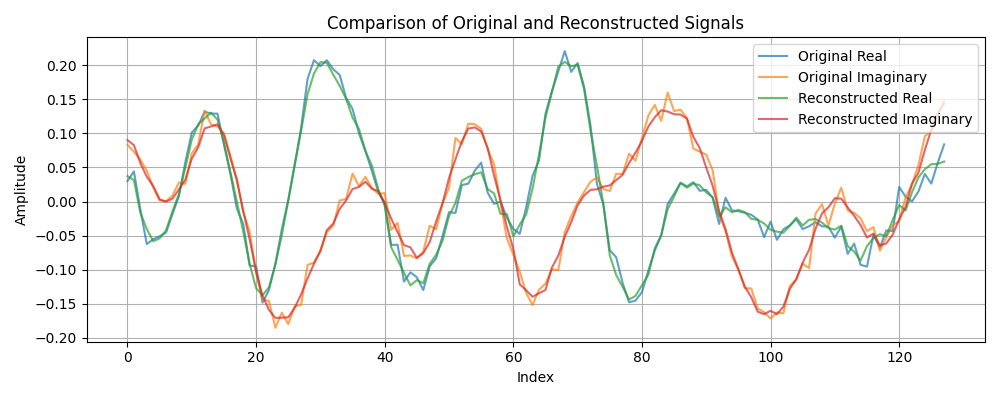 Comparison of Original and Reconstructed Signals
Original Real
Original Imaginary
Reconstructed Real
Reconstructed Imaginary
Amplitude
0.20
0.15
0.10
0.05
0.00
−0.05
−0.10
−0.15
−0.20
0 20 40 60 80 100 120
Index